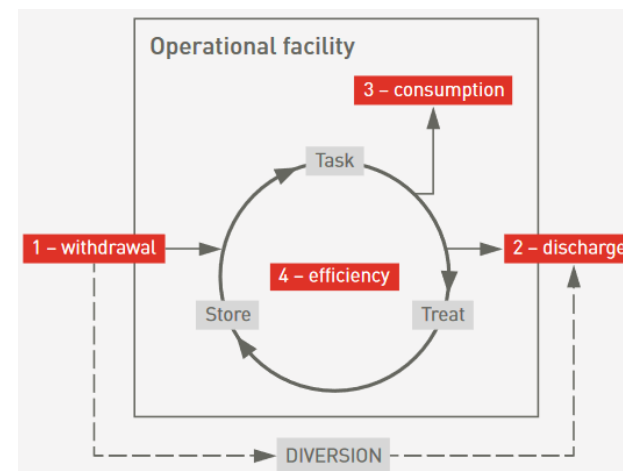 Operational facility
3 – consumption
Task
1 – withdrawal
2 – discharge
4 – efficiency
Store
Treat
DIVERSION